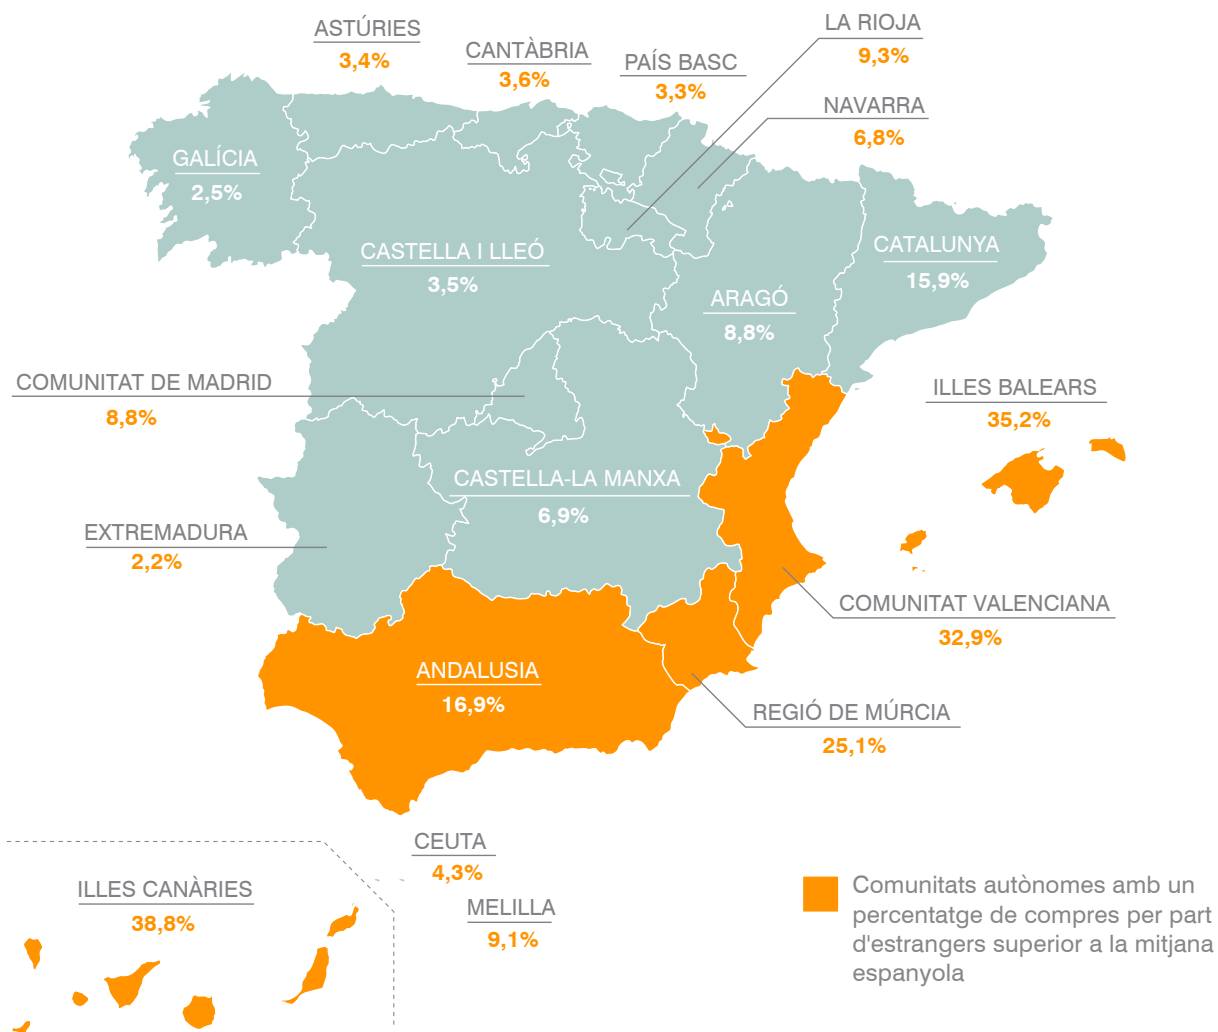 ASTÚRIES
3,4%
CANTÀBRIA
3,6%
PAÍS BASC
3,3%
LA RIOJA
9,3%
NAVARRA
6,8%
GALÍCIA
2,5%
CASTELLA I LLEÓ
3,5%
CATALUNYA
15,9%
ARAGÓ
8,8%
COMUNITAT DE MADRID
8,8%
ILLES BALEARS
35,2%
CASTELLA-LA MANXA
6,9%
EXTREMADURA
2,2%
COMUNITAT VALENCIANA
32,9%
ANDALUSIA
16,9%
REGIÓ DE MÚRCIA
25,1%
CEUTA
4,3%
ILLES CANÀRIES
38,8%
MELILLA
9,1%
Comunitats autònomes amb un
percentatge de compres per part
d'estrangers superior a la mitjana
espanyola